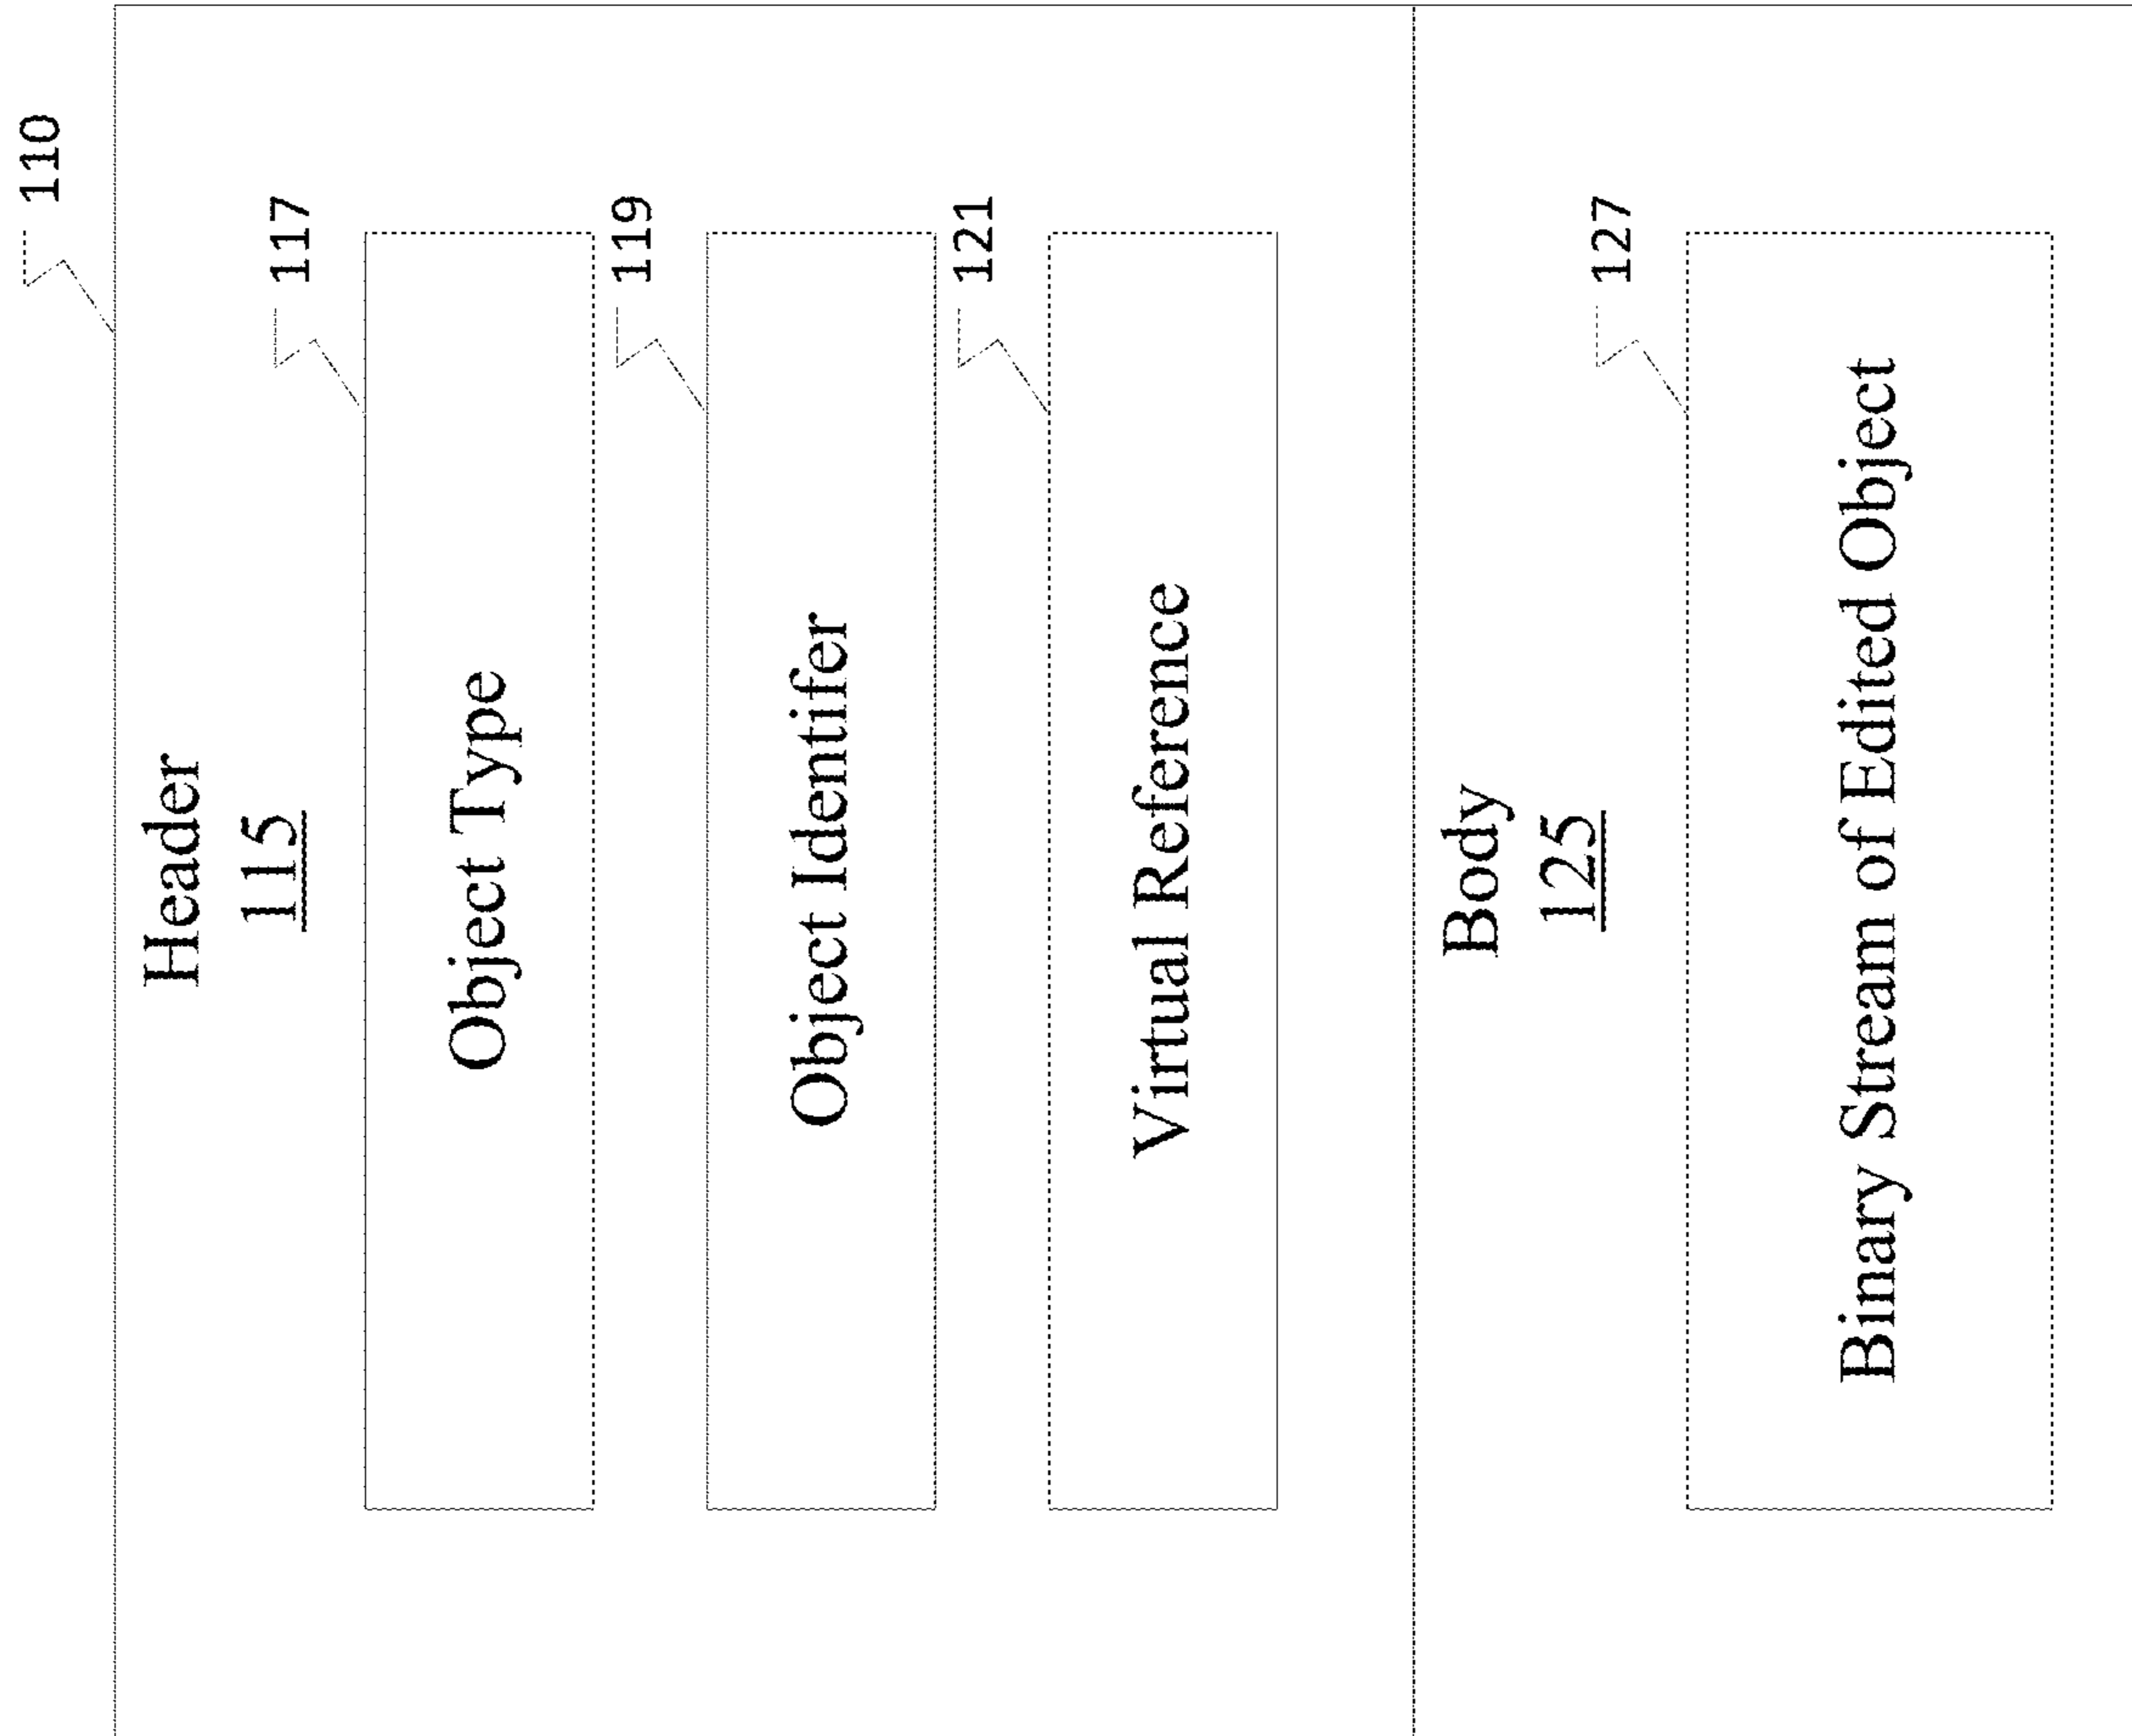 110
Header
115
117
Object Type
119
Object Identifer
121
Virtual Reference
Body
125
127
Binary Stream of Edited Object